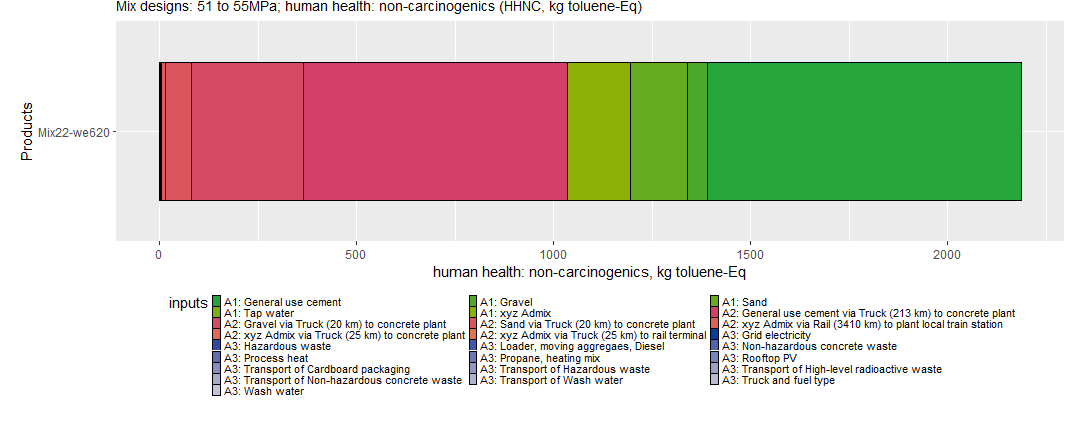 Mix designs: 51 to 55MPa; human health: non-carcinogenics (HHNC, kg toluene-Eq)
Products
Mix22-we620
0 500 1000 1500 2000
human health: non-carcinogenics, kg toluene-Eq
inputs
A1: General use cement A1: Gravel A1: Sand
A1: Tap water A1: xyz Admix A2: General use cement via Truck (213 km) to concrete plant
A2: Gravel via Truck (20 km) to concrete plant A2: Sand via Truck (20 km) to concrete plant A2: xyz Admix via Rail (3410 km) to plant local train station
A2: xyz Admix via Truck (25 km) to concrete plant A2: xyz Admix via Truck (25 km) to rail terminal A3: Grid electricity
A3: Hazardous waste A3: Loader, moving aggregaes, Diesel A3: Non-hazardous concrete waste
A3: Process heat A3: Propane, heating mix A3: Rooftop PV
A3: Transport of Cardboard packaging A3: Transport of Hazardous waste A3: Transport of High-level radioactive waste
A3: Transport of Non-hazardous concrete waste A3: Transport of Wash water A3: Truck and fuel type
A3: Wash water